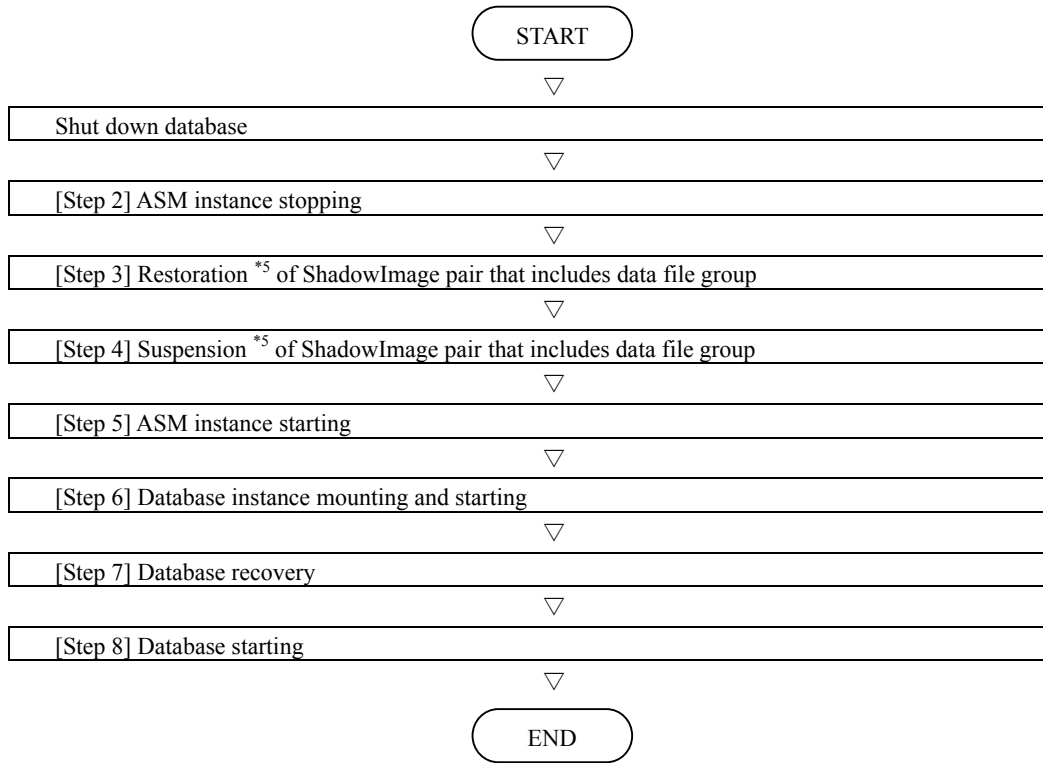 START
▽
Shut down database
▽
[Step 2] ASM instance stopping
▽
[Step 3] Restoration *5 of ShadowImage pair that includes data file group
▽
[Step 4] Suspension *5 of ShadowImage pair that includes data file group
▽
[Step 5] ASM instance starting
▽
[Step 6] Database instance mounting and starting
▽
[Step 7] Database recovery
▽
[Step 8] Database starting
▽
END